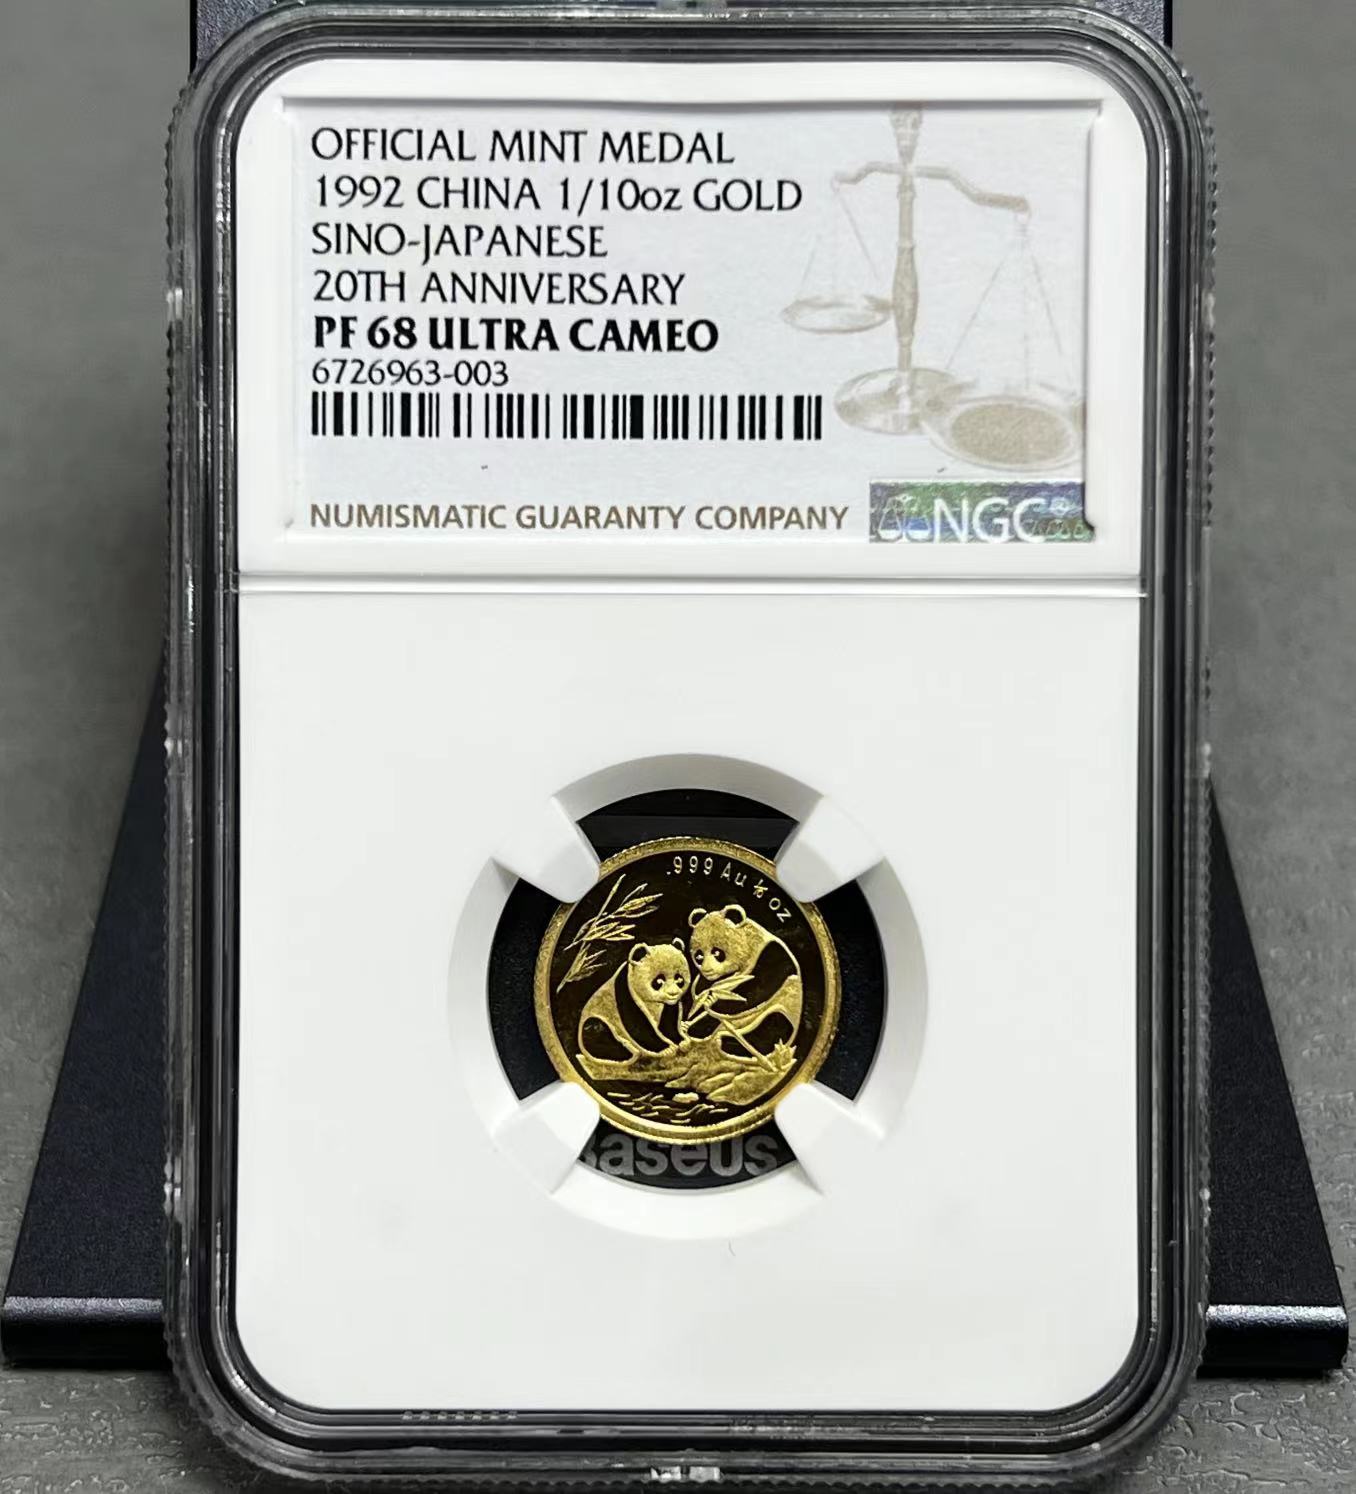 OFFICIAL MINT MEDAL
1992 CHINA 1/10oz GOLD
SINO-JAPANESE
20TH ANNIVERSARY
PF 68 ULTRA CAMEO
6726963-003
NUMISMATIC GUARANTY COMPANY
NGC
.999 Au 1/10 oz
Baseus